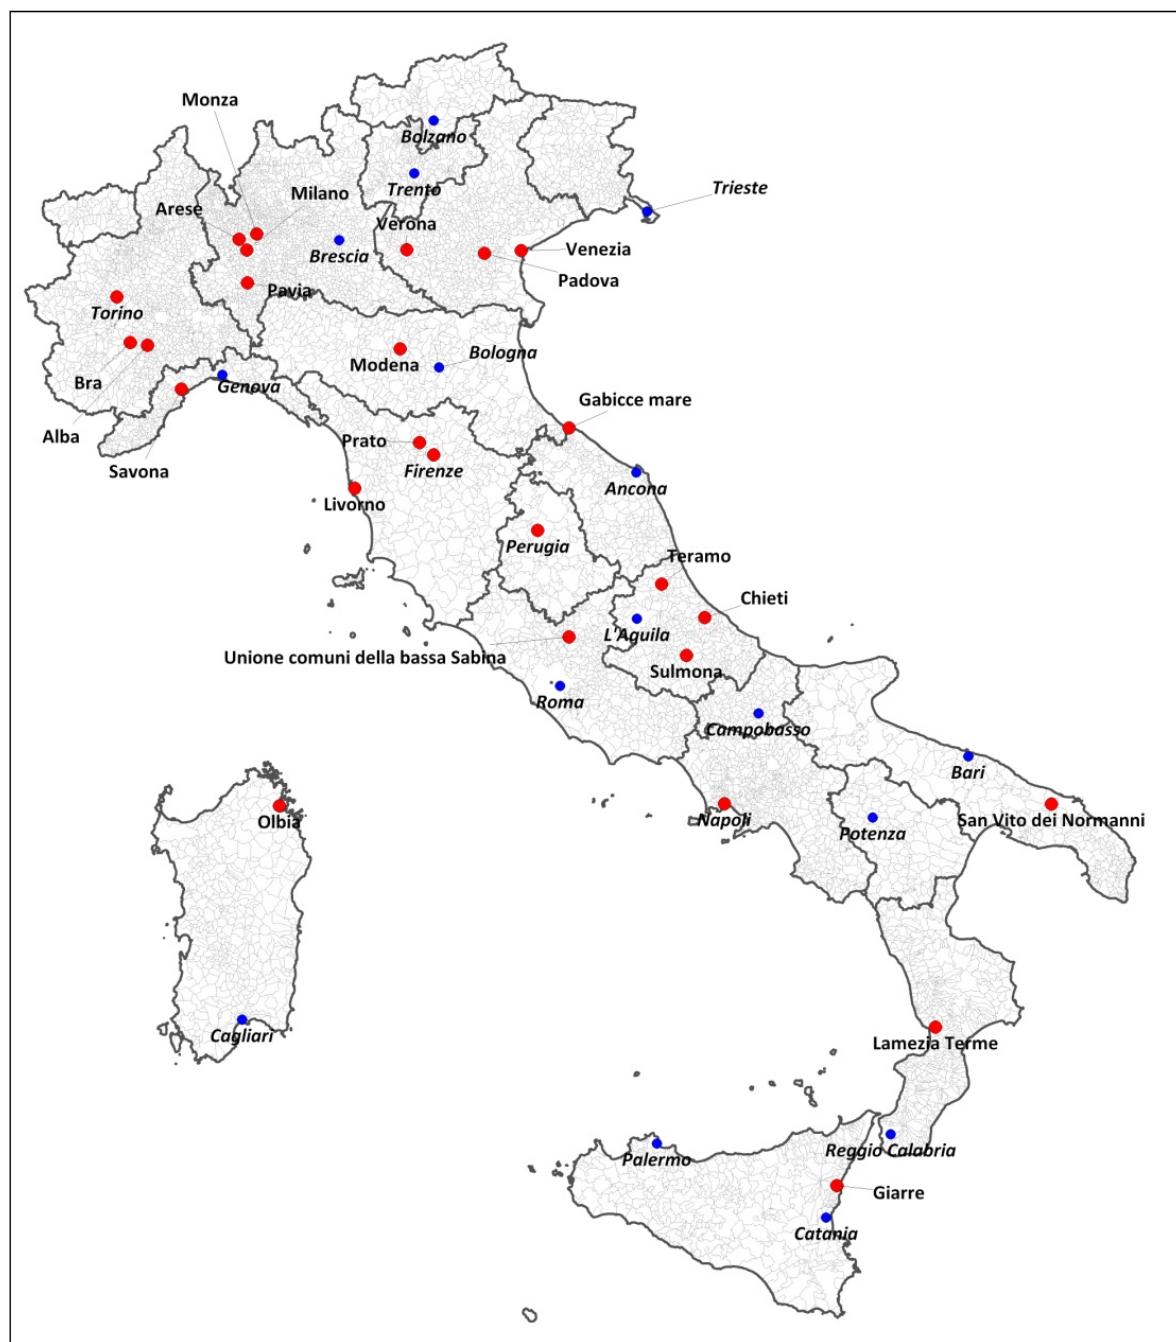 Monza
Bolzano
Milano
Trento
Trieste
Arese
Verona
Brescia
Venezia
Padova
Pavia
Torino
Modena
Bologna
Bra
Genova
Gabicce mare
Alba
Prato
Firenze
Savona
Ancona
Livorno
Perugia
Teramo
Chieti
L'Aquila
Unione comuni della bassa Sabina
Sulmona
Roma
Campobasso
Bari
Olbia
Napoli
San Vito dei Normanni
Potenza
Cagliari
Lamezia Terme
Palermo
Reggio Calabria
Giarre
Catania